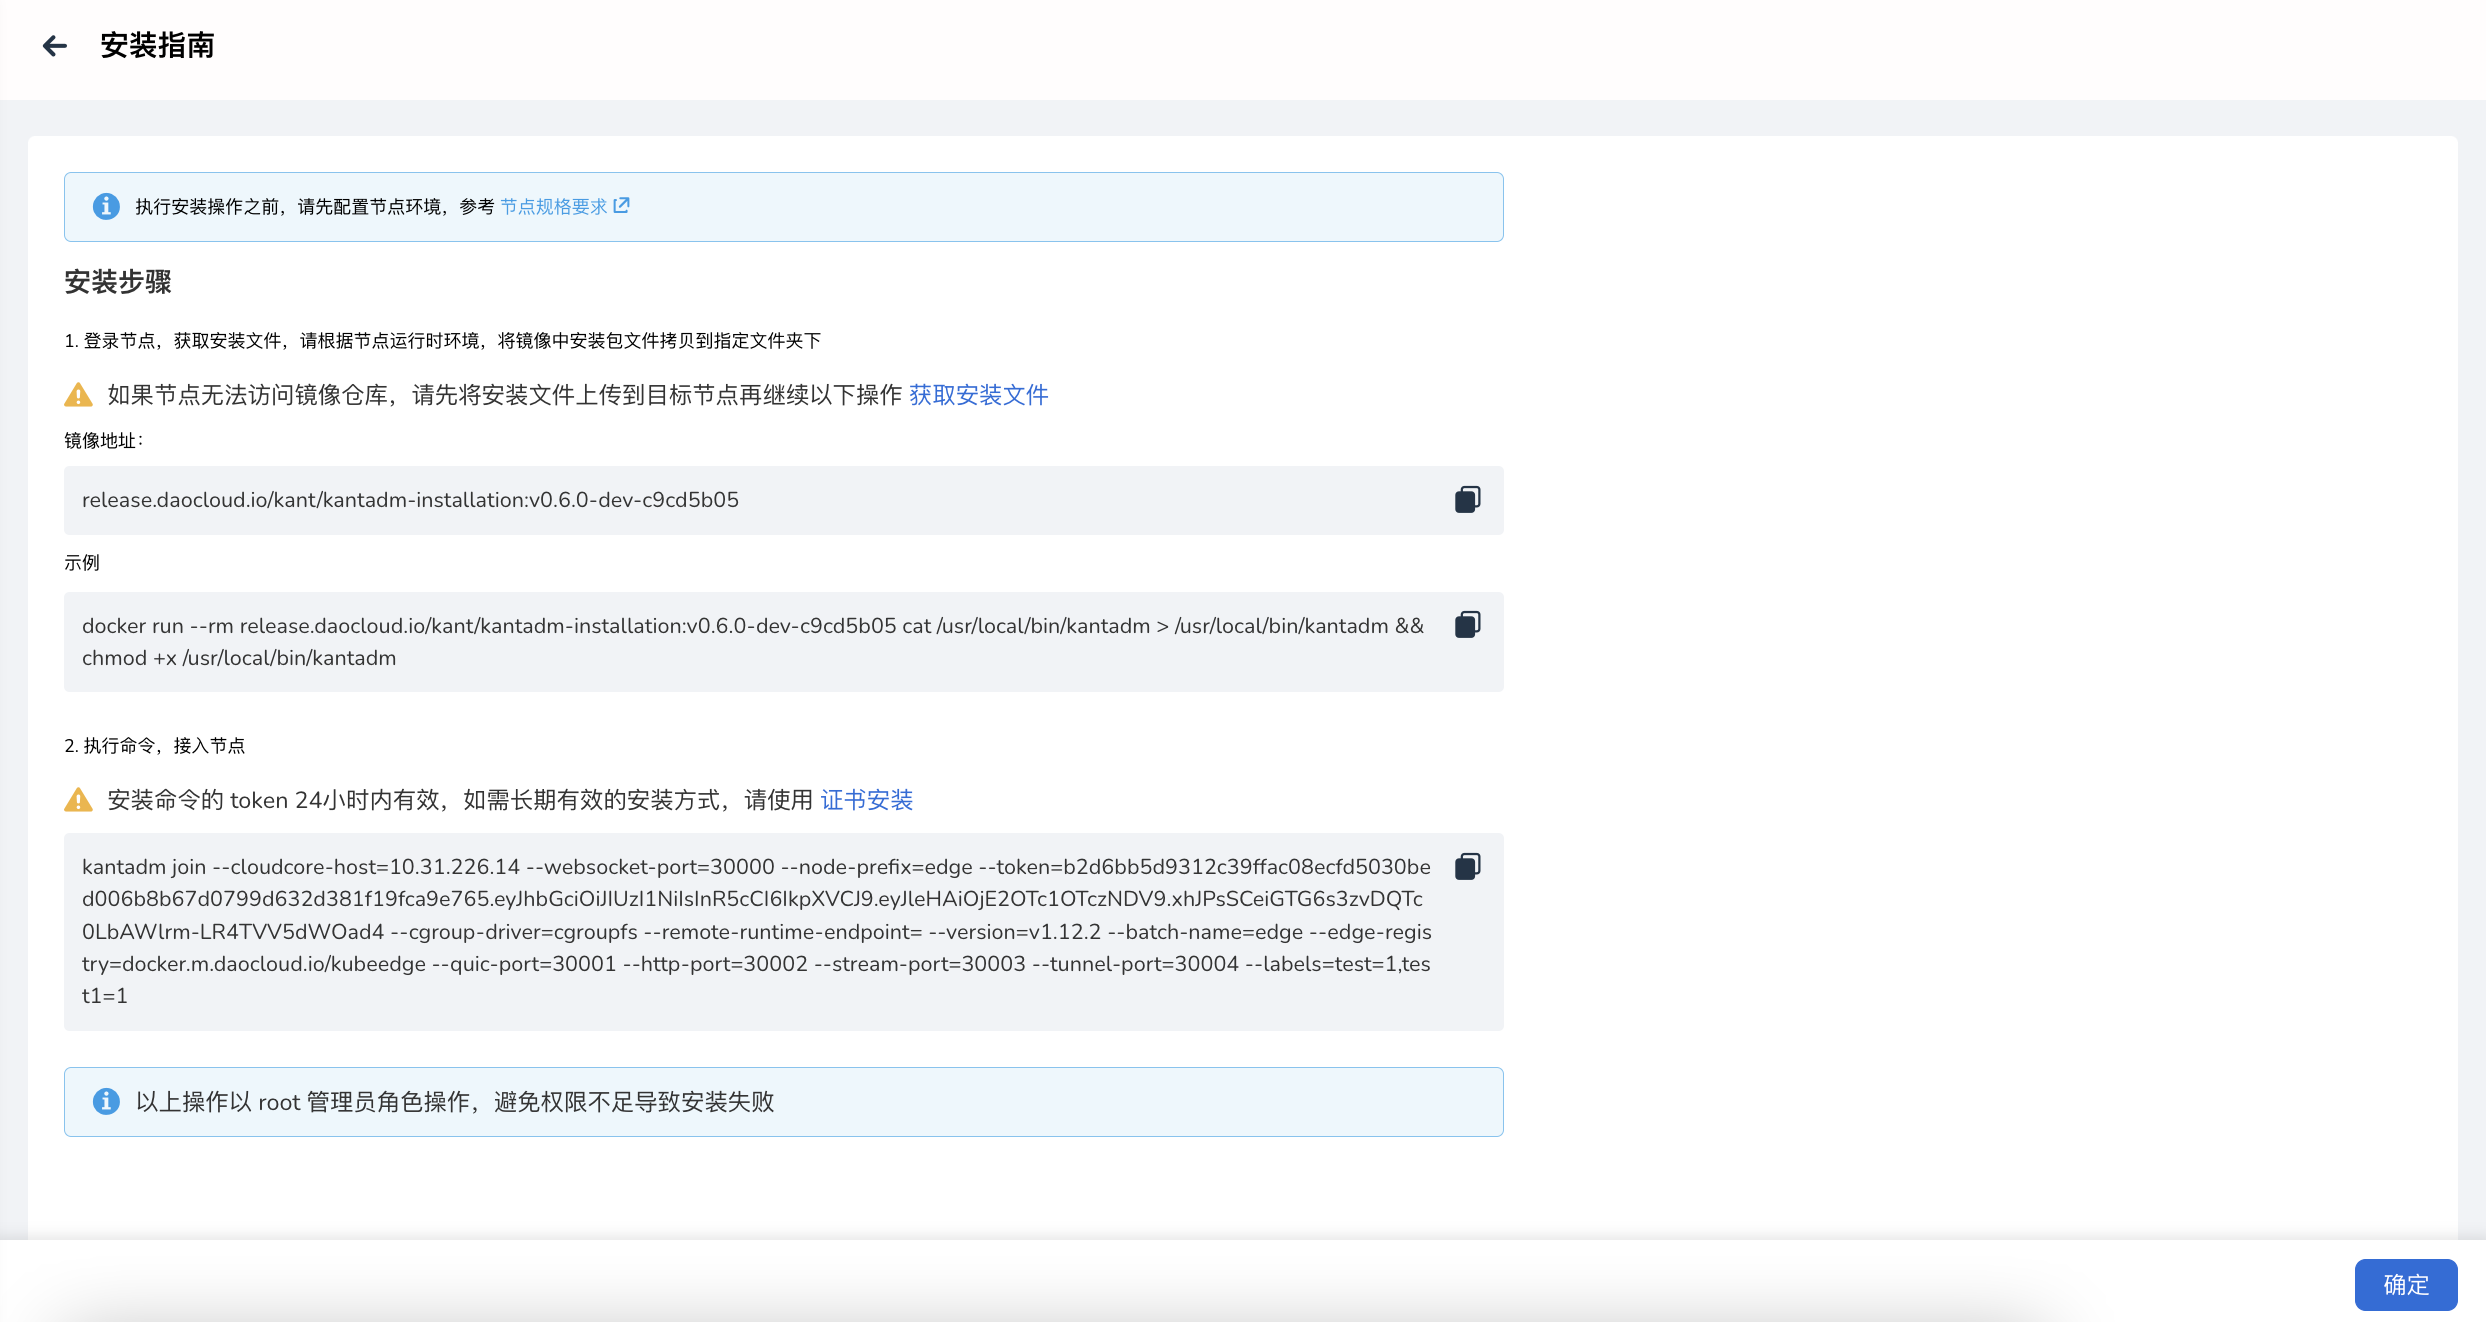 安装指南
执行安装操作之前，请先配置节点环境，参考 节点规格要求
安装步骤
1. 登录节点，获取安装文件，请根据节点运行时环境，将镜像中安装包文件拷贝到指定文件夹下
如果节点无法访问镜像仓库，请先将安装文件上传到目标节点再继续以下操作 获取安装文件
镜像地址：
release.daocloud.io/kant/kantadm-installation:v0.6.0-dev-c9cd5b05
示例
docker run --rm release.daocloud.io/kant/kantadm-installation:v0.6.0-dev-c9cd5b05 cat /usr/local/bin/kantadm > /usr/local/bin/kantadm &&
chmod +x /usr/local/bin/kantadm
2. 执行命令，接入节点
安装命令的 token 24小时内有效，如需长期有效的安装方式，请使用 证书安装
kantadm join --cloudcore-host=10.31.226.14 --websocket-port=30000 --node-prefix=edge --token=b2d6bb5d9312c39ffac08ecfd5030be
d006b8b67d0799d632d381f19fca9e765.eyJhbGciOiJIUzI1NiIsInR5cCI6IkpXVCJ9.eyJleHAiOjE2OTc1OTczNDV9.xhJPsSCeiGTG6s3zvDQTc
0LbAWlrm-LR4TVV5dWOad4 --cgroup-driver=cgroupfs --remote-runtime-endpoint= --version=v1.12.2 --batch-name=edge --edge-regis
try=docker.m.daocloud.io/kubeedge --quic-port=30001 --http-port=30002 --stream-port=30003 --tunnel-port=30004 --labels=test=1,tes
t1=1
以上操作以 root 管理员角色操作，避免权限不足导致安装失败
确定